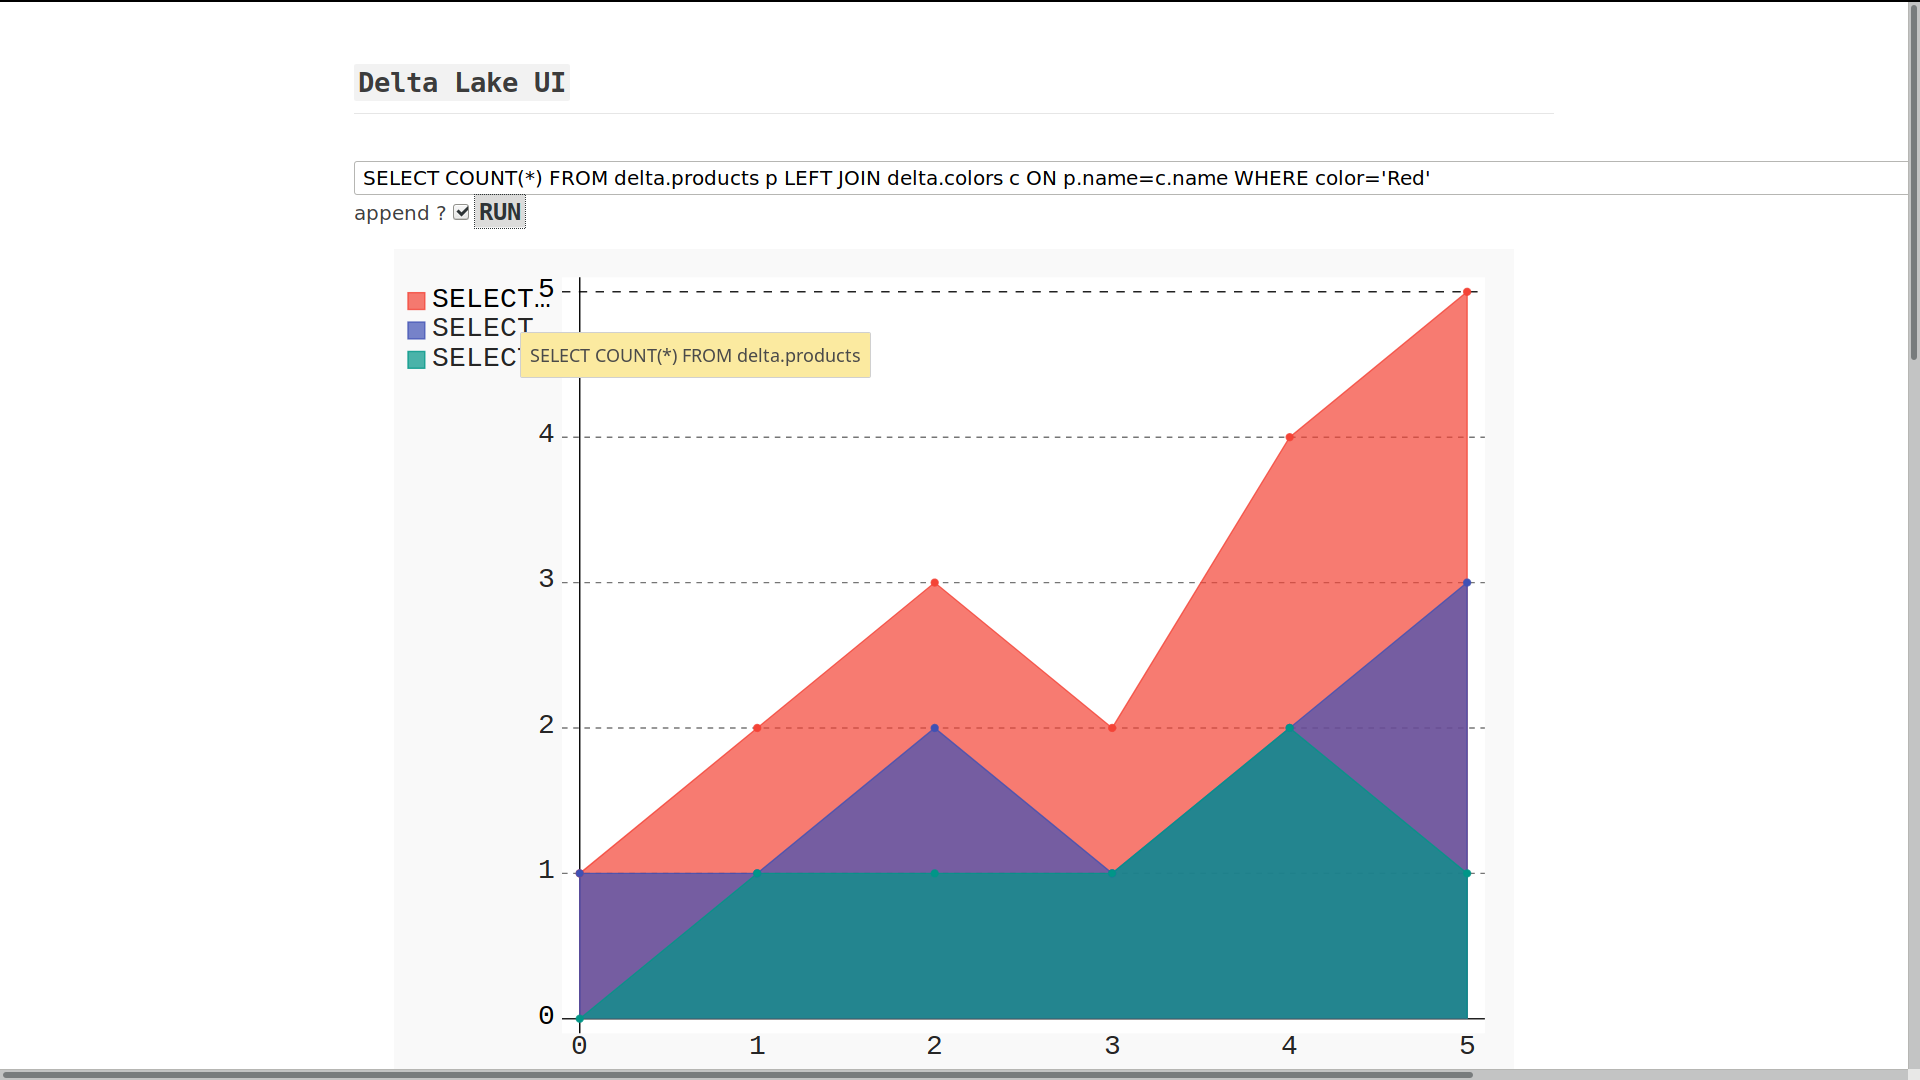 Delta Lake UI
SELECT COUNT(*) FROM delta.products p LEFT JOIN delta.colors c ON p.name=c.name WHERE color='Red'
append ? RUN
SELECT…
SELECT
SELECT
SELECT COUNT(*) FROM delta.products
5
4
3
2
1
0
0 1 2 3 4 5